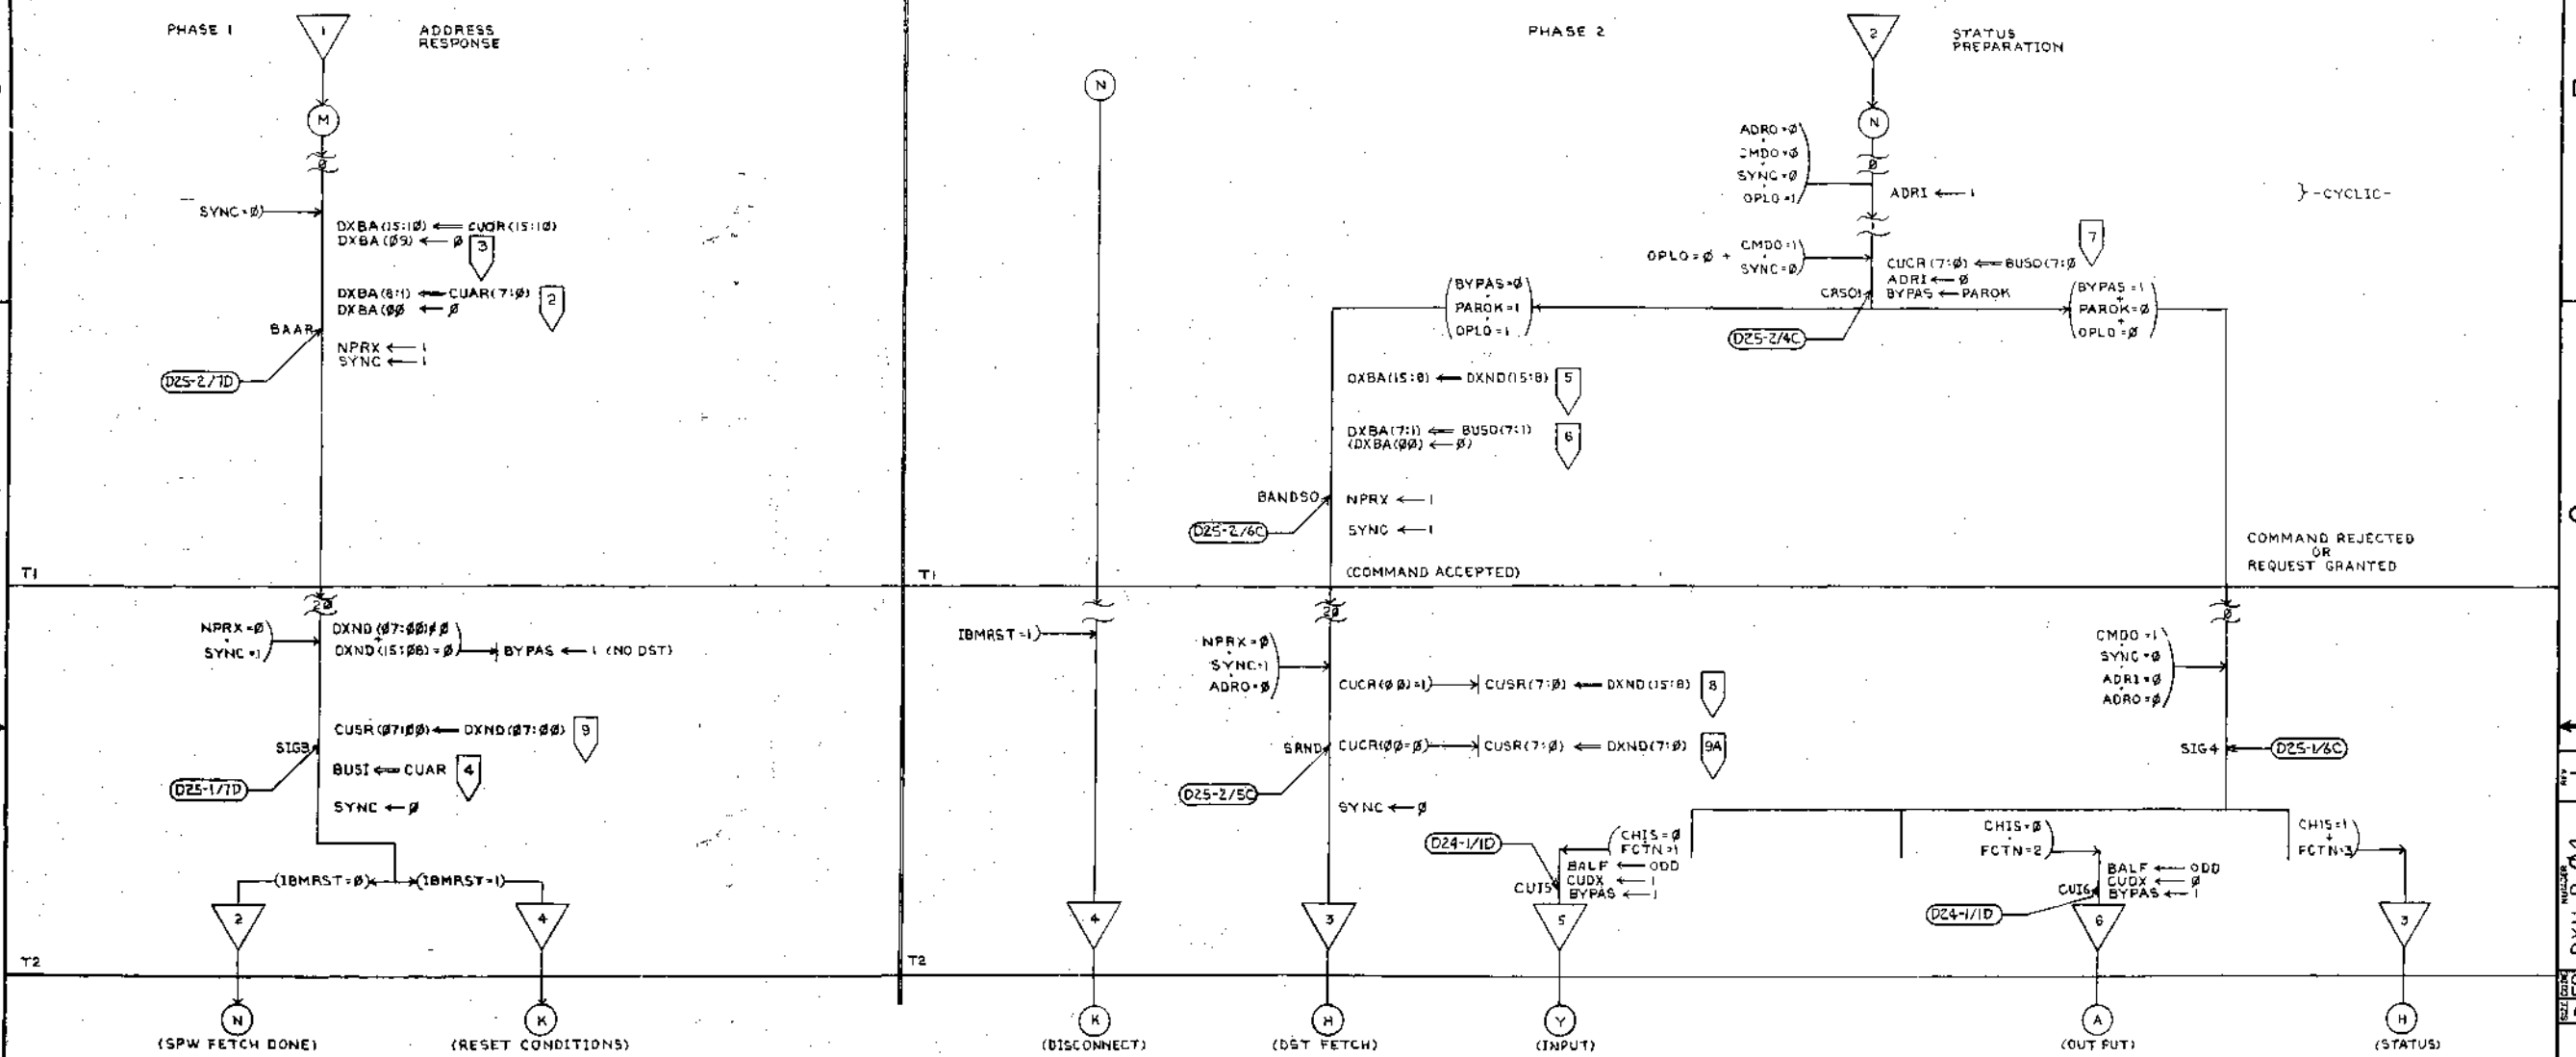 PHASE 1
1
ADDRESS
RESPONSE
M
Ø
SYNC=Ø)
DXBA(15:1Ø) ⟸ CUOR(15:1Ø)
DXBA(Ø9) ← Ø
3
DXBA(8:1) ⟸ CUAR(7:Ø)
DXBA(ØØ ← Ø
2
BAAR
NPRX ← 1
SYNC ← 1
D25-2/7D
T1
2Ø
NPRX=Ø
SYNC=1)
DXND(Ø7:ØØ)≠Ø
+
DXND(15:Ø8)=Ø
BYPAS ← 1 (NO DST)
CUSR(Ø7:ØØ) ⟸ DXND(Ø7:ØØ)
9
SIG3
BUSI ⟸ CUAR
4
D25-1/7D
SYNC ← Ø
(IBMRST=Ø)
(IBMRST=1)
2
4
T2
N
K
(SPW FETCH DONE)
(RESET CONDITIONS)
PHASE 2
2
STATUS
PREPARATION
N
N
ADRO=Ø
CMDO=Ø
SYNC=Ø
OPLO=1
Ø
ADRI ← 1
}-CYCLIC-
OPLO=Ø +
CMDO=1
SYNC=Ø
CUCR(7:Ø) ⟸ BUSO(7:Ø
7
ADRI ← Ø
CRSO1
BYPAS ← PAROK
D25-2/4C
(BYPAS=Ø
PAROK=1
OPLO=1
(BYPAS=1
+
PAROK=Ø
+
OPLO=Ø
DXBA(15:8) ⟸ DXND(15:8)
5
DXBA(7:1) ⟸ BUSO(7:1)
(DXBA(ØØ) ← Ø)
6
BANDSO
NPRX ← 1
D25-2/6C
SYNC ← 1
COMMAND REJECTED
OR
REQUEST GRANTED
T1
(COMMAND ACCEPTED)
IBMRST=1)
2Ø
Ø
NPRX=Ø
SYNC=1
ADRO=Ø
CUCR(ØØ)=1)
CUSR(7:Ø) ⟸ DXND(15:8)
8
CMDO=1
SYNC=Ø
ADRI=Ø
ADRO=Ø
SRND
CUCR(ØØ=Ø)
CUSR(7:Ø) ⟸ DXND(7:Ø)
9A
SIG4
D25-1/6C
D25-2/5C
SYNC ← Ø
D24-1/1D
(CHIS=Ø
FCTN=1
CUI5
BALF ← ODD
CUDX ← 1
BYPAS ← 1
CHIS=Ø
FCTN=2
CUI6
BALF ← ODD
CUDX ← Ø
BYPAS ← 1
D24-1/1D
CHIS=1
+
FCTN=3
4
3
5
6
3
T2
K
H
Y
A
H
(DISCONNECT)
(DST FETCH)
(INPUT)
(OUT PUT)
(STATUS)
REV
NUMBER
SIZE CODE